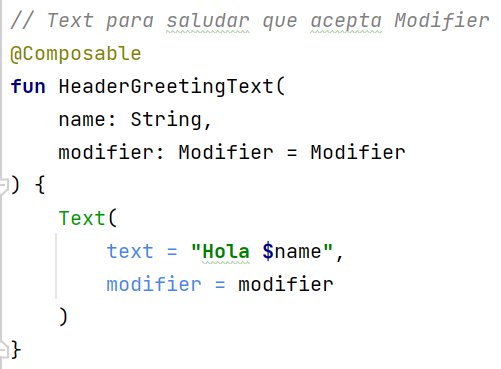 // Text para saludar que acepta Modifier
@Composable
fun HeaderGreetingText(
    name: String,
    modifier: Modifier = Modifier
) {
    Text(
        text = "Hola $name",
        modifier = modifier
    )
}